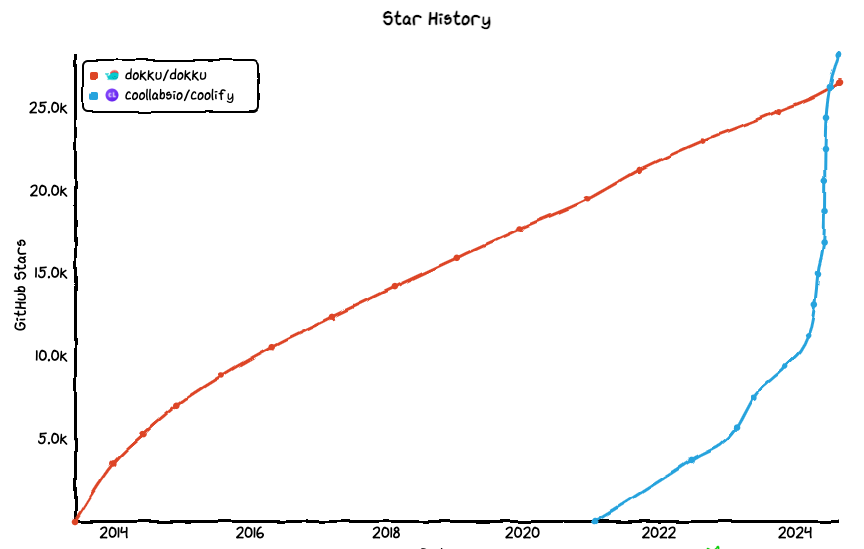 Star History
dokku/dokku
coollabsio/coolify
GitHub Stars
25.0k
20.0k
15.0k
10.0k
5.0k
2014 2016 2018 2020 2022 2024